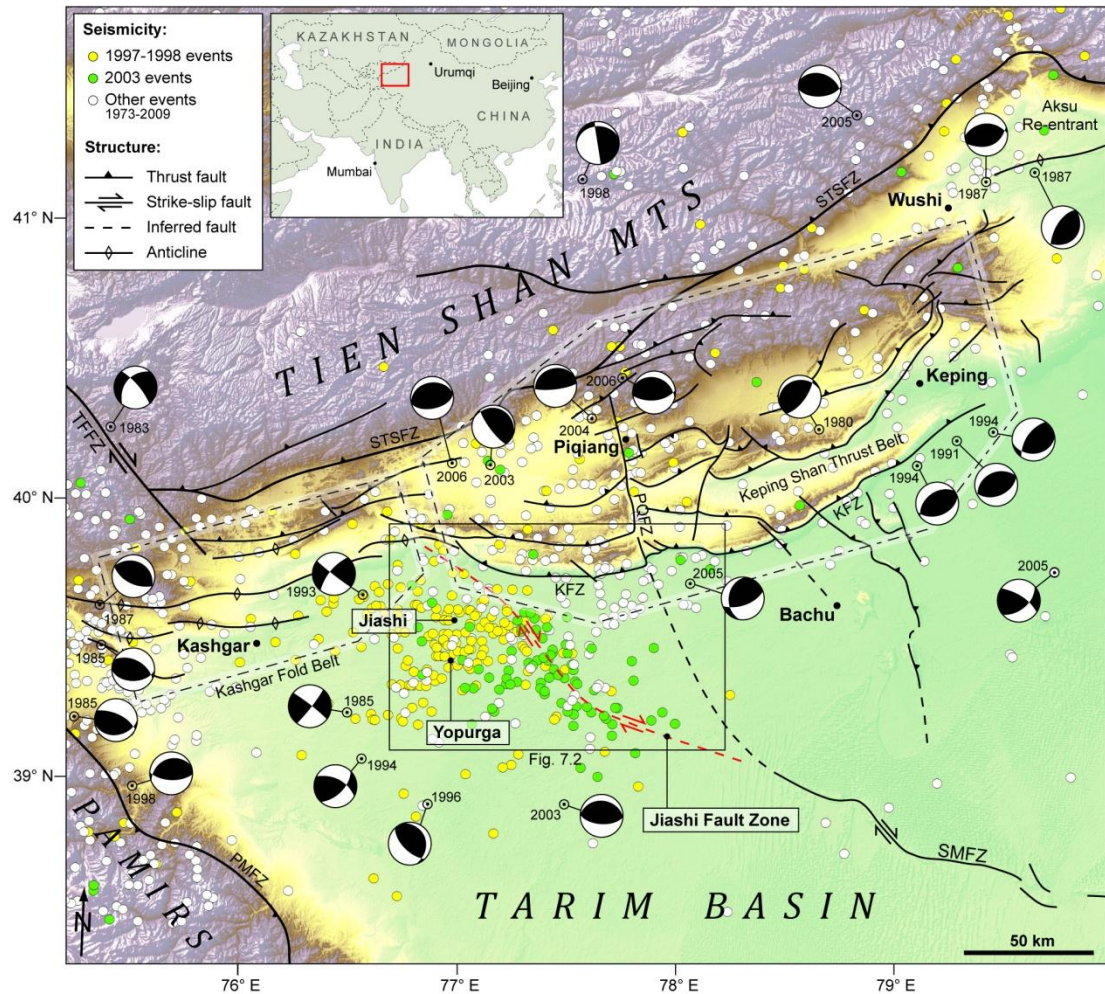 Seismicity:
1997-1998 events
2003 events
Other events
1973-2009
Structure:
Thrust fault
Strike-slip fault
Inferred fault
Anticline
KAZAKHSTAN
MONGOLIA
Urumqi
Beijing
CHINA
INDIA
Mumbai
2005
Aksu
Re-entrant
1998
1987
1987
STSFZ
Wushi
41° N
TIEN SHAN MTS
Keping
2006
1983
TFFZ
2004
1980
STSFZ
Piqiang
1994
2006
2003
1991
Keping Shan Thrust Belt
1994
40° N
PQFZ
KFZ
KFZ
2005
2005
1993
Bachu
1987
Jiashi
Kashgar
1985
Kashgar Fold Belt
1985
1985
Yopurga
Fig. 7.2
1994
39° N
1998
1996
2003
Jiashi Fault Zone
PAMIRS
PMFZ
SMFZ
TARIM BASIN
N
50 km
76° E
77° E
78° E
79° E